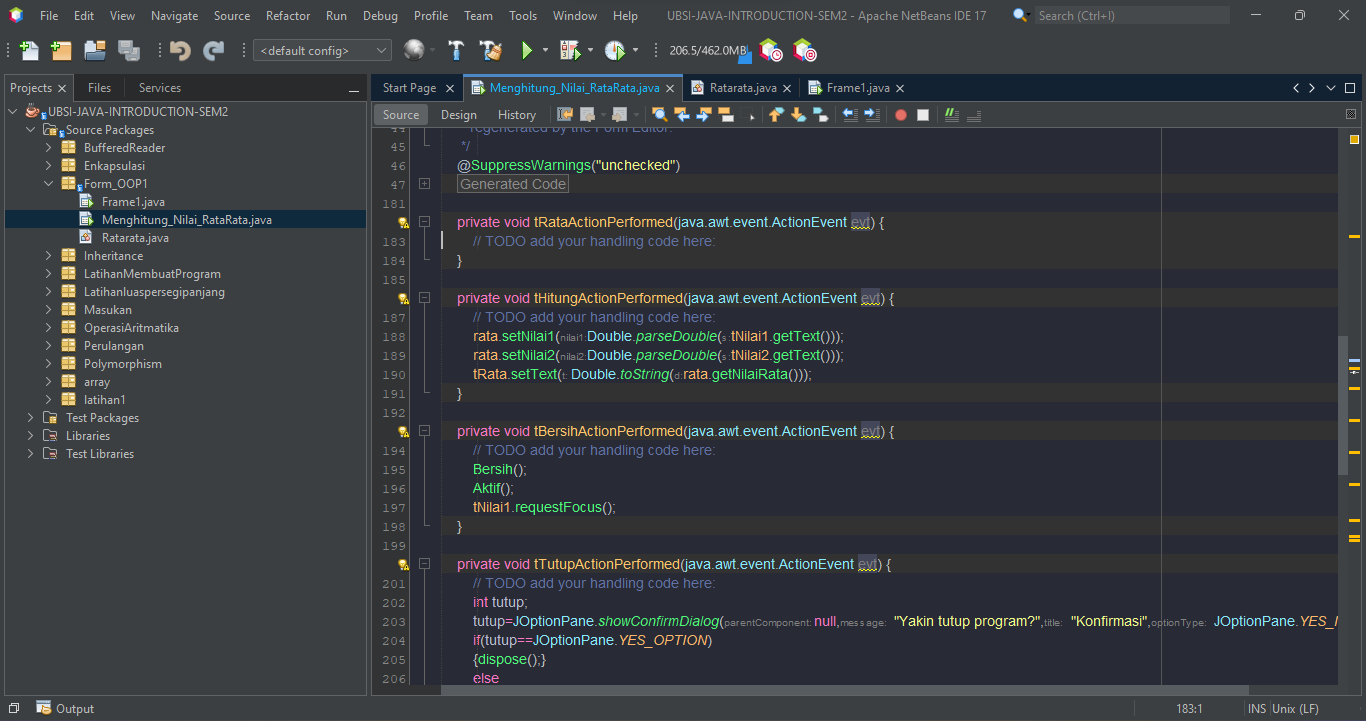 File Edit View Navigate Source Refactor Run Debug Profile Team Tools Window Help UBSI-JAVA-INTRODUCTION-SEM2 - Apache NetBeans IDE 17 Search (Ctrl+I)
<default config> 206.5/462.0MB
Projects Files Services
UBSI-JAVA-INTRODUCTION-SEM2
Source Packages
BufferedReader
Enkapsulasi
Form_OOP1
Frame1.java
Menghitung_Nilai_RataRata.java
Ratarata.java
Inheritance
LatihanMembuatProgram
Latihanluaspersegipanjang
Masukan
OperasiAritmatika
Perulangan
Polymorphism
array
latihan1
Test Packages
Libraries
Test Libraries
Start Page Menghitung_Nilai_RataRata.java Ratarata.java Frame1.java
Source Design History
44 regenerated by the Form Editor.
45 */
46 @SuppressWarnings("unchecked")
47 Generated Code
181
private void tRataActionPerformed(java.awt.event.ActionEvent evt) {
183 // TODO add your handling code here:
184 }
185
private void tHitungActionPerformed(java.awt.event.ActionEvent evt) {
187 // TODO add your handling code here:
188 rata.setNilai1(nilai1: Double.parseDouble(s: tNilai1.getText()));
189 rata.setNilai2(nilai2: Double.parseDouble(s: tNilai2.getText()));
190 tRata.setText(t: Double.toString(d: rata.getNilaiRata()));
191 }
192
private void tBersihActionPerformed(java.awt.event.ActionEvent evt) {
194 // TODO add your handling code here:
195 Bersih();
196 Aktif();
197 tNilai1.requestFocus();
198 }
199
private void tTutupActionPerformed(java.awt.event.ActionEvent evt) {
201 // TODO add your handling code here:
202 int tutup;
203 tutup=JOptionPane.showConfirmDialog(parentComponent: null,message: "Yakin tutup program?",title: "Konfirmasi",optionType: JOptionPane.YES_
204 if(tutup==JOptionPane.YES_OPTION)
205 {dispose();}
206 else
Output 183:1 INS Unix (LF)